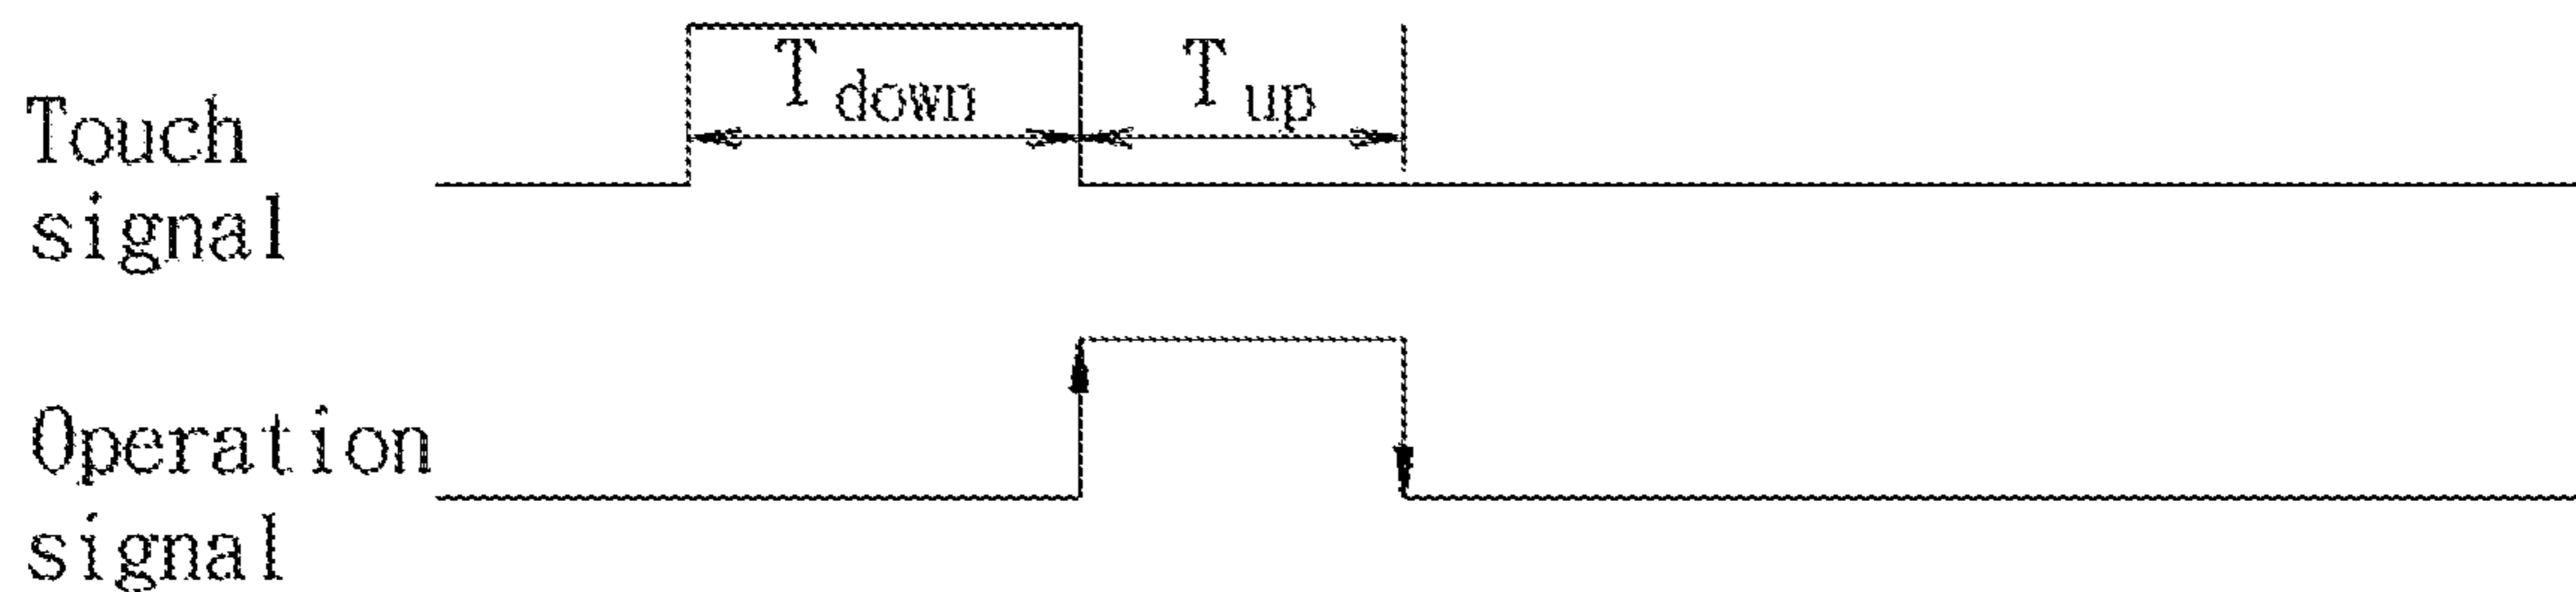 T down T up
Touch
signal
Operation
signal